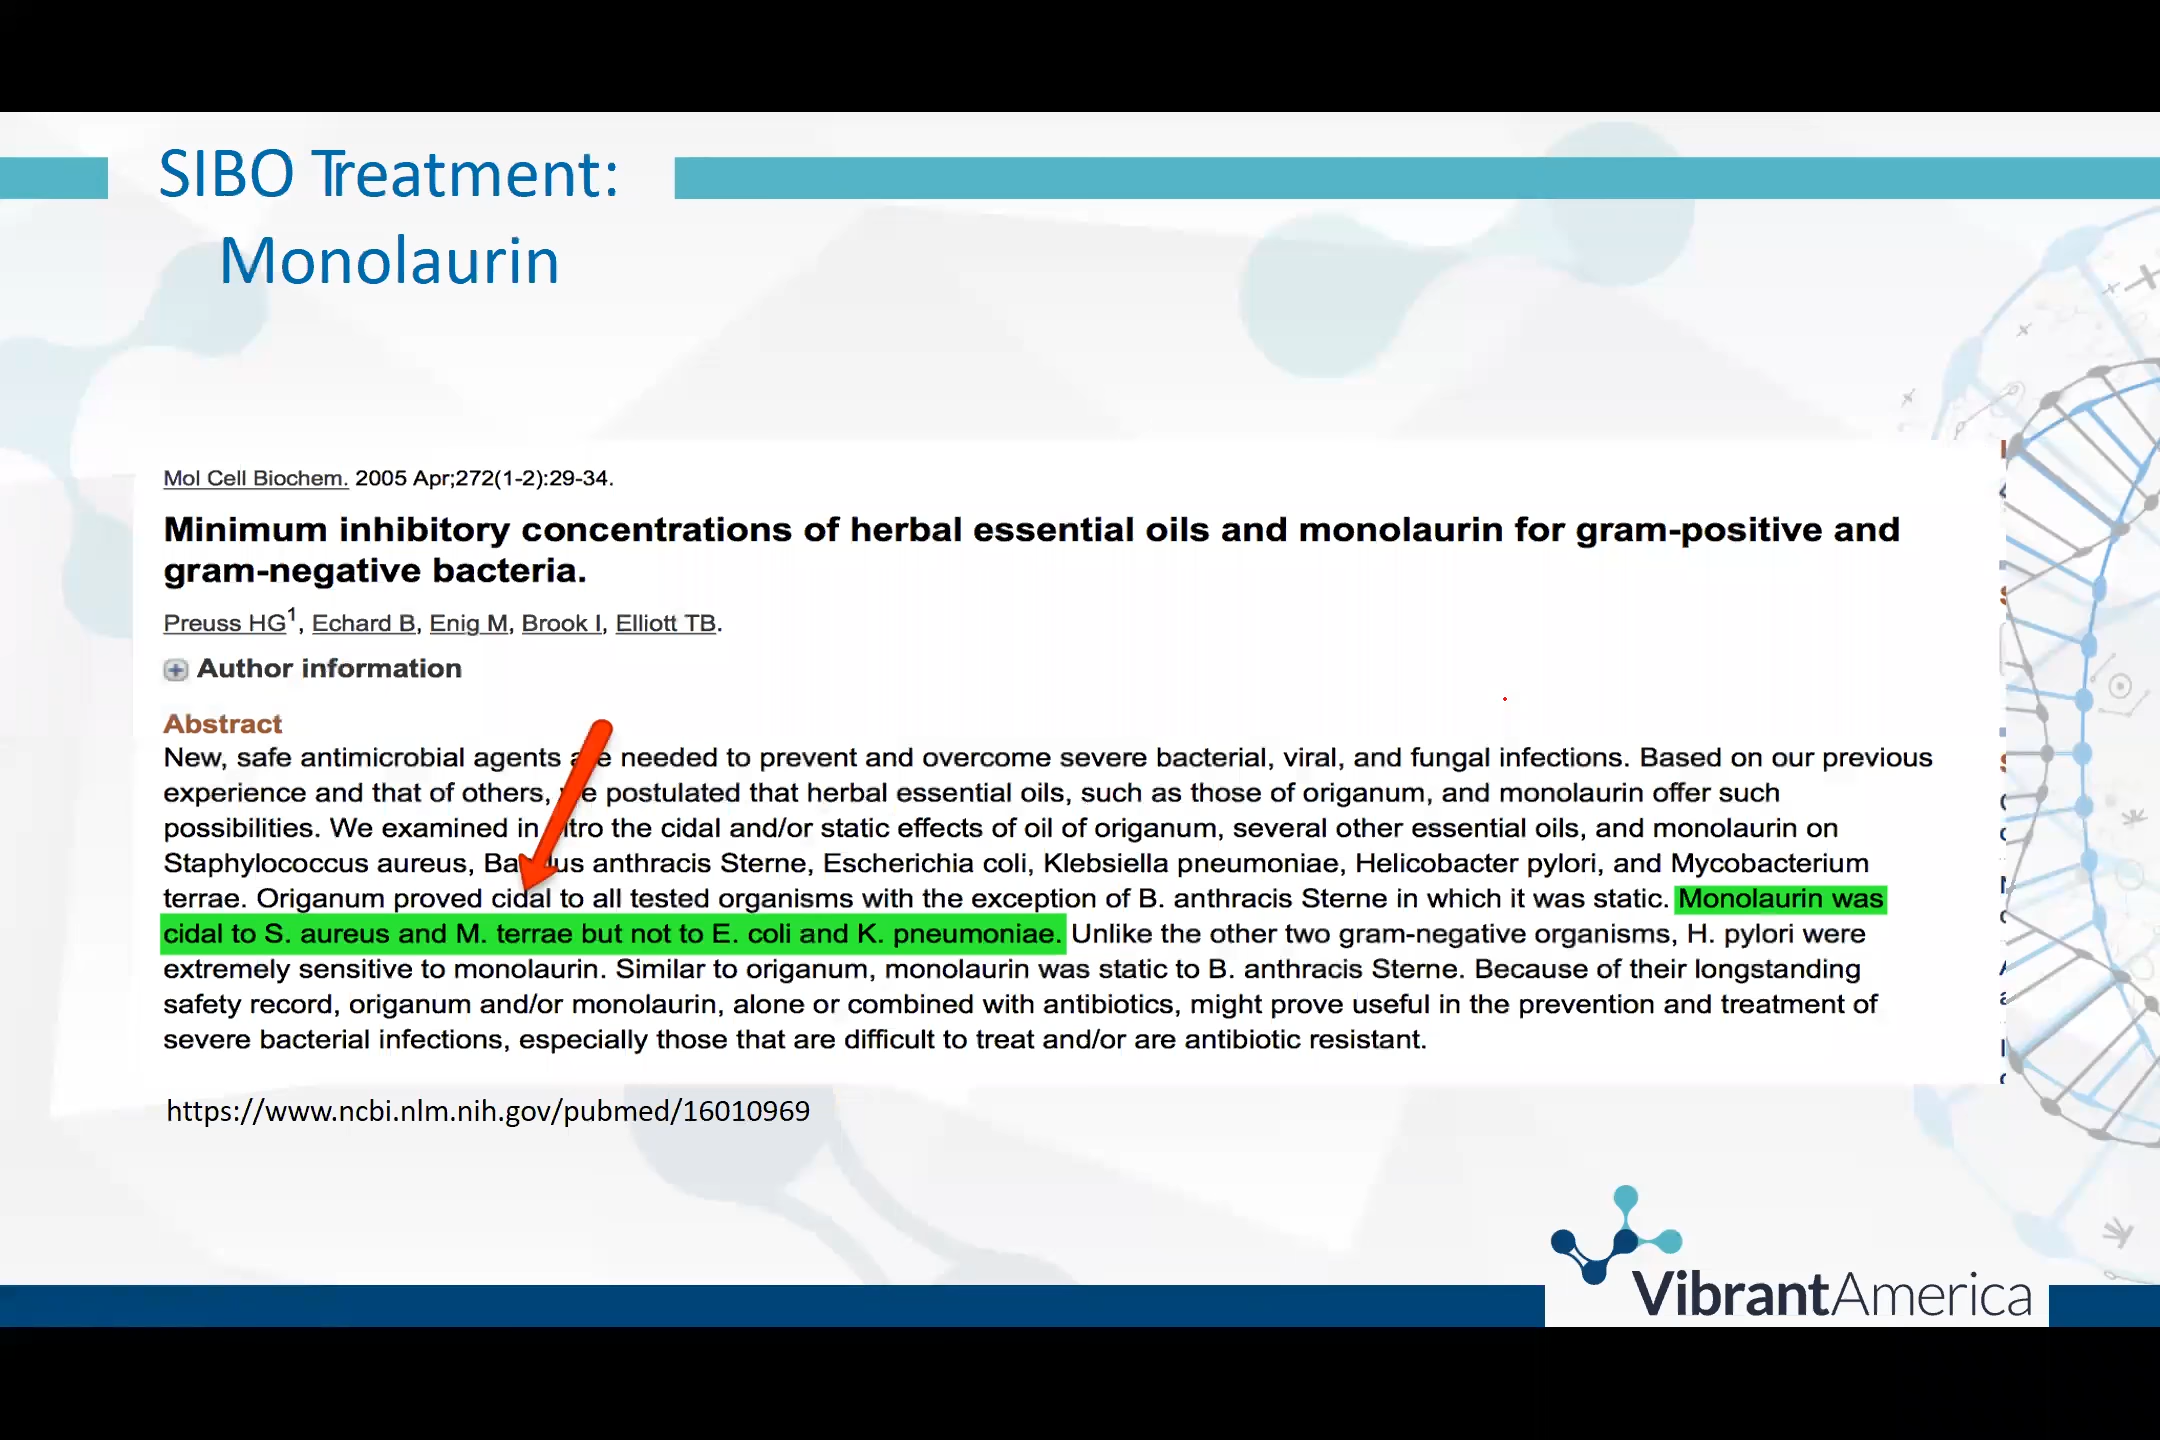 SIBO Treatment:
Monolaurin
Mol Cell Biochem. 2005 Apr;272(1-2):29-34.
Minimum inhibitory concentrations of herbal essential oils and monolaurin for gram-positive and
gram-negative bacteria.
Preuss HG1, Echard B, Enig M, Brook I, Elliott TB.
Author information
Abstract
New, safe antimicrobial agents are needed to prevent and overcome severe bacterial, viral, and fungal infections. Based on our previous
experience and that of others, we postulated that herbal essential oils, such as those of origanum, and monolaurin offer such
possibilities. We examined in vitro the cidal and/or static effects of oil of origanum, several other essential oils, and monolaurin on
Staphylococcus aureus, Bacillus anthracis Sterne, Escherichia coli, Klebsiella pneumoniae, Helicobacter pylori, and Mycobacterium
terrae. Origanum proved cidal to all tested organisms with the exception of B. anthracis Sterne in which it was static. Monolaurin was
cidal to S. aureus and M. terrae but not to E. coli and K. pneumoniae. Unlike the other two gram-negative organisms, H. pylori were
extremely sensitive to monolaurin. Similar to origanum, monolaurin was static to B. anthracis Sterne. Because of their longstanding
safety record, origanum and/or monolaurin, alone or combined with antibiotics, might prove useful in the prevention and treatment of
severe bacterial infections, especially those that are difficult to treat and/or are antibiotic resistant.
https://www.ncbi.nlm.nih.gov/pubmed/16010969
VibrantAmerica